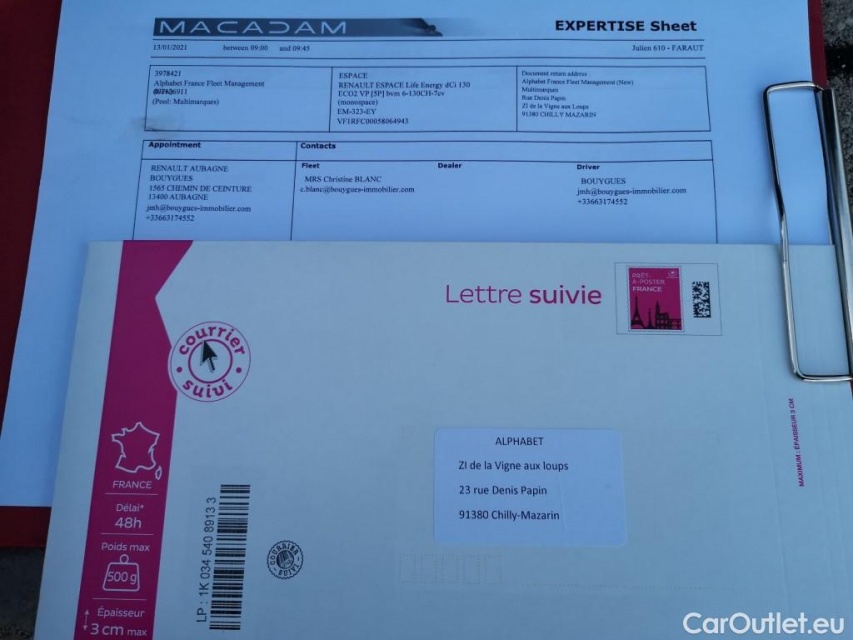 MACADAM
EXPERTISE Sheet
13/01/2021 between 09:00 and 09:45
Julien 610 - FARAUT
3978421
Alphabet France Fleet Management
(Pool: Multimarques)
ESPACE
RENAULT ESPACE Life Energy dCi 130
ECO2 VP [5P] bvm 6-130CH-7cv
(monospace)
EM-323-EY
VF1RFC00058064943
Document return address :
Alphabet France Fleet Management (New)
Multimarques
Rue Denis Papin
ZI de la Vigne aux Loups
91380 CHILLY MAZARIN
Appointment
RENAULT AUBAGNE
BOUYGUES
1565 CHEMIN DE CEINTURE
13400 AUBAGNE
jmh@bouygues-immobilier.com
+33663174552
Contacts
Fleet
MRS Christine BLANC
c.blanc@bouygues-immobilier.com
Dealer
Driver
BOUYGUES
jmh@bouygues-immobilier.com
+33663174552
Lettre suivie
PRÊT-
À-POSTER
FRANCE
courrier
suivi
FRANCE
Délai*
48h
Poids max
500 g
Épaisseur
3 cm max
LP : 1K 034 540 8913 3
COURRIER
SUIVI
ALPHABET
ZI de la Vigne aux loups
23 rue Denis Papin
91380 Chilly-Mazarin
MAXIMUM : ÉPAISSEUR 3 CM
CarOutlet.eu